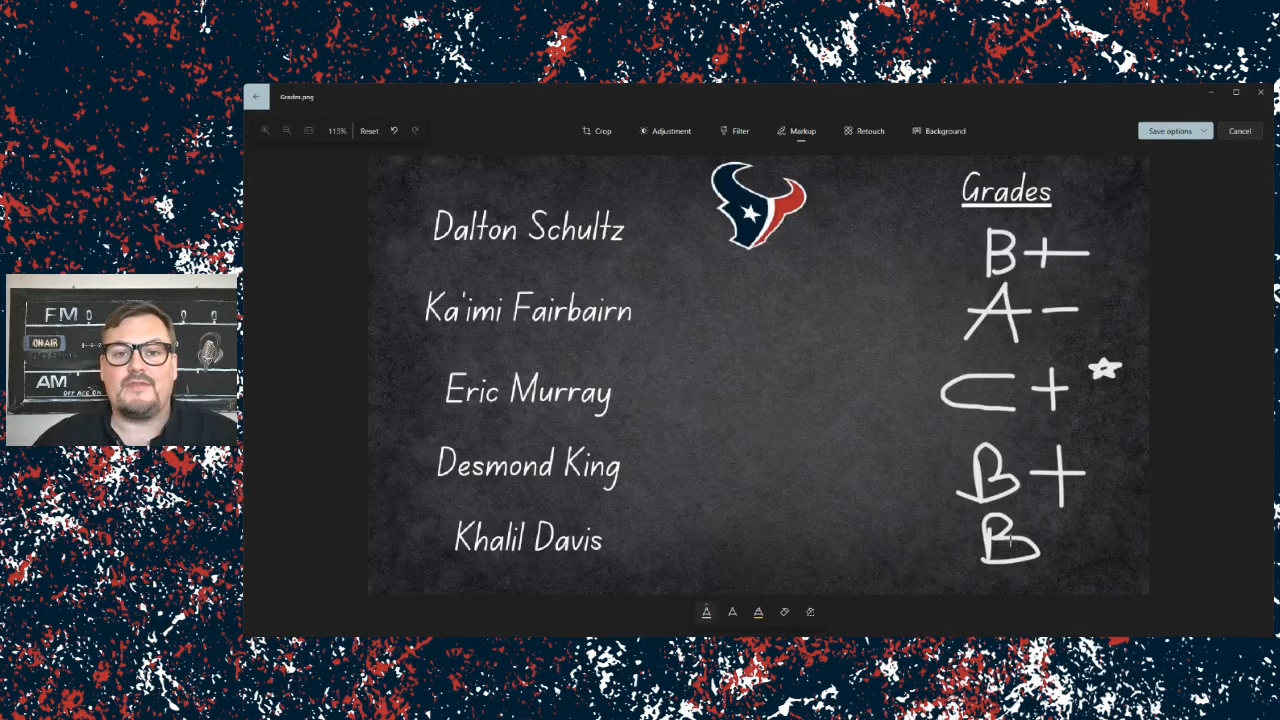 Grades.png
113%
Reset
Crop
Adjustment
Filter
Markup
Retouch
Background
Save options
Cancel
Grades
Dalton Schultz
B+
Ka'imi Fairbairn
A-
Eric Murray
C+
Desmond King
B+
Khalil Davis
B
FM
ON AIR
AM